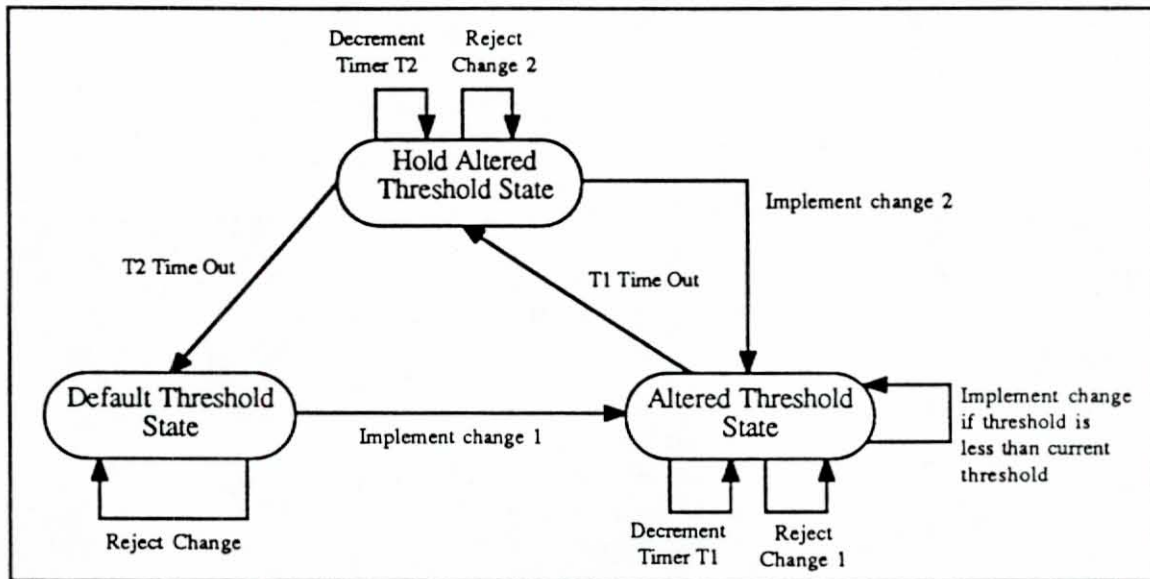 Decrement
Timer T2
Reject
Change 2
Hold Altered
Threshold State
Implement change 2
T2 Time Out
T1 Time Out
Default Threshold
State
Implement change 1
Altered Threshold
State
Implement change
if threshold is
less than current
threshold
Reject Change
Decrement
Timer T1
Reject
Change 1